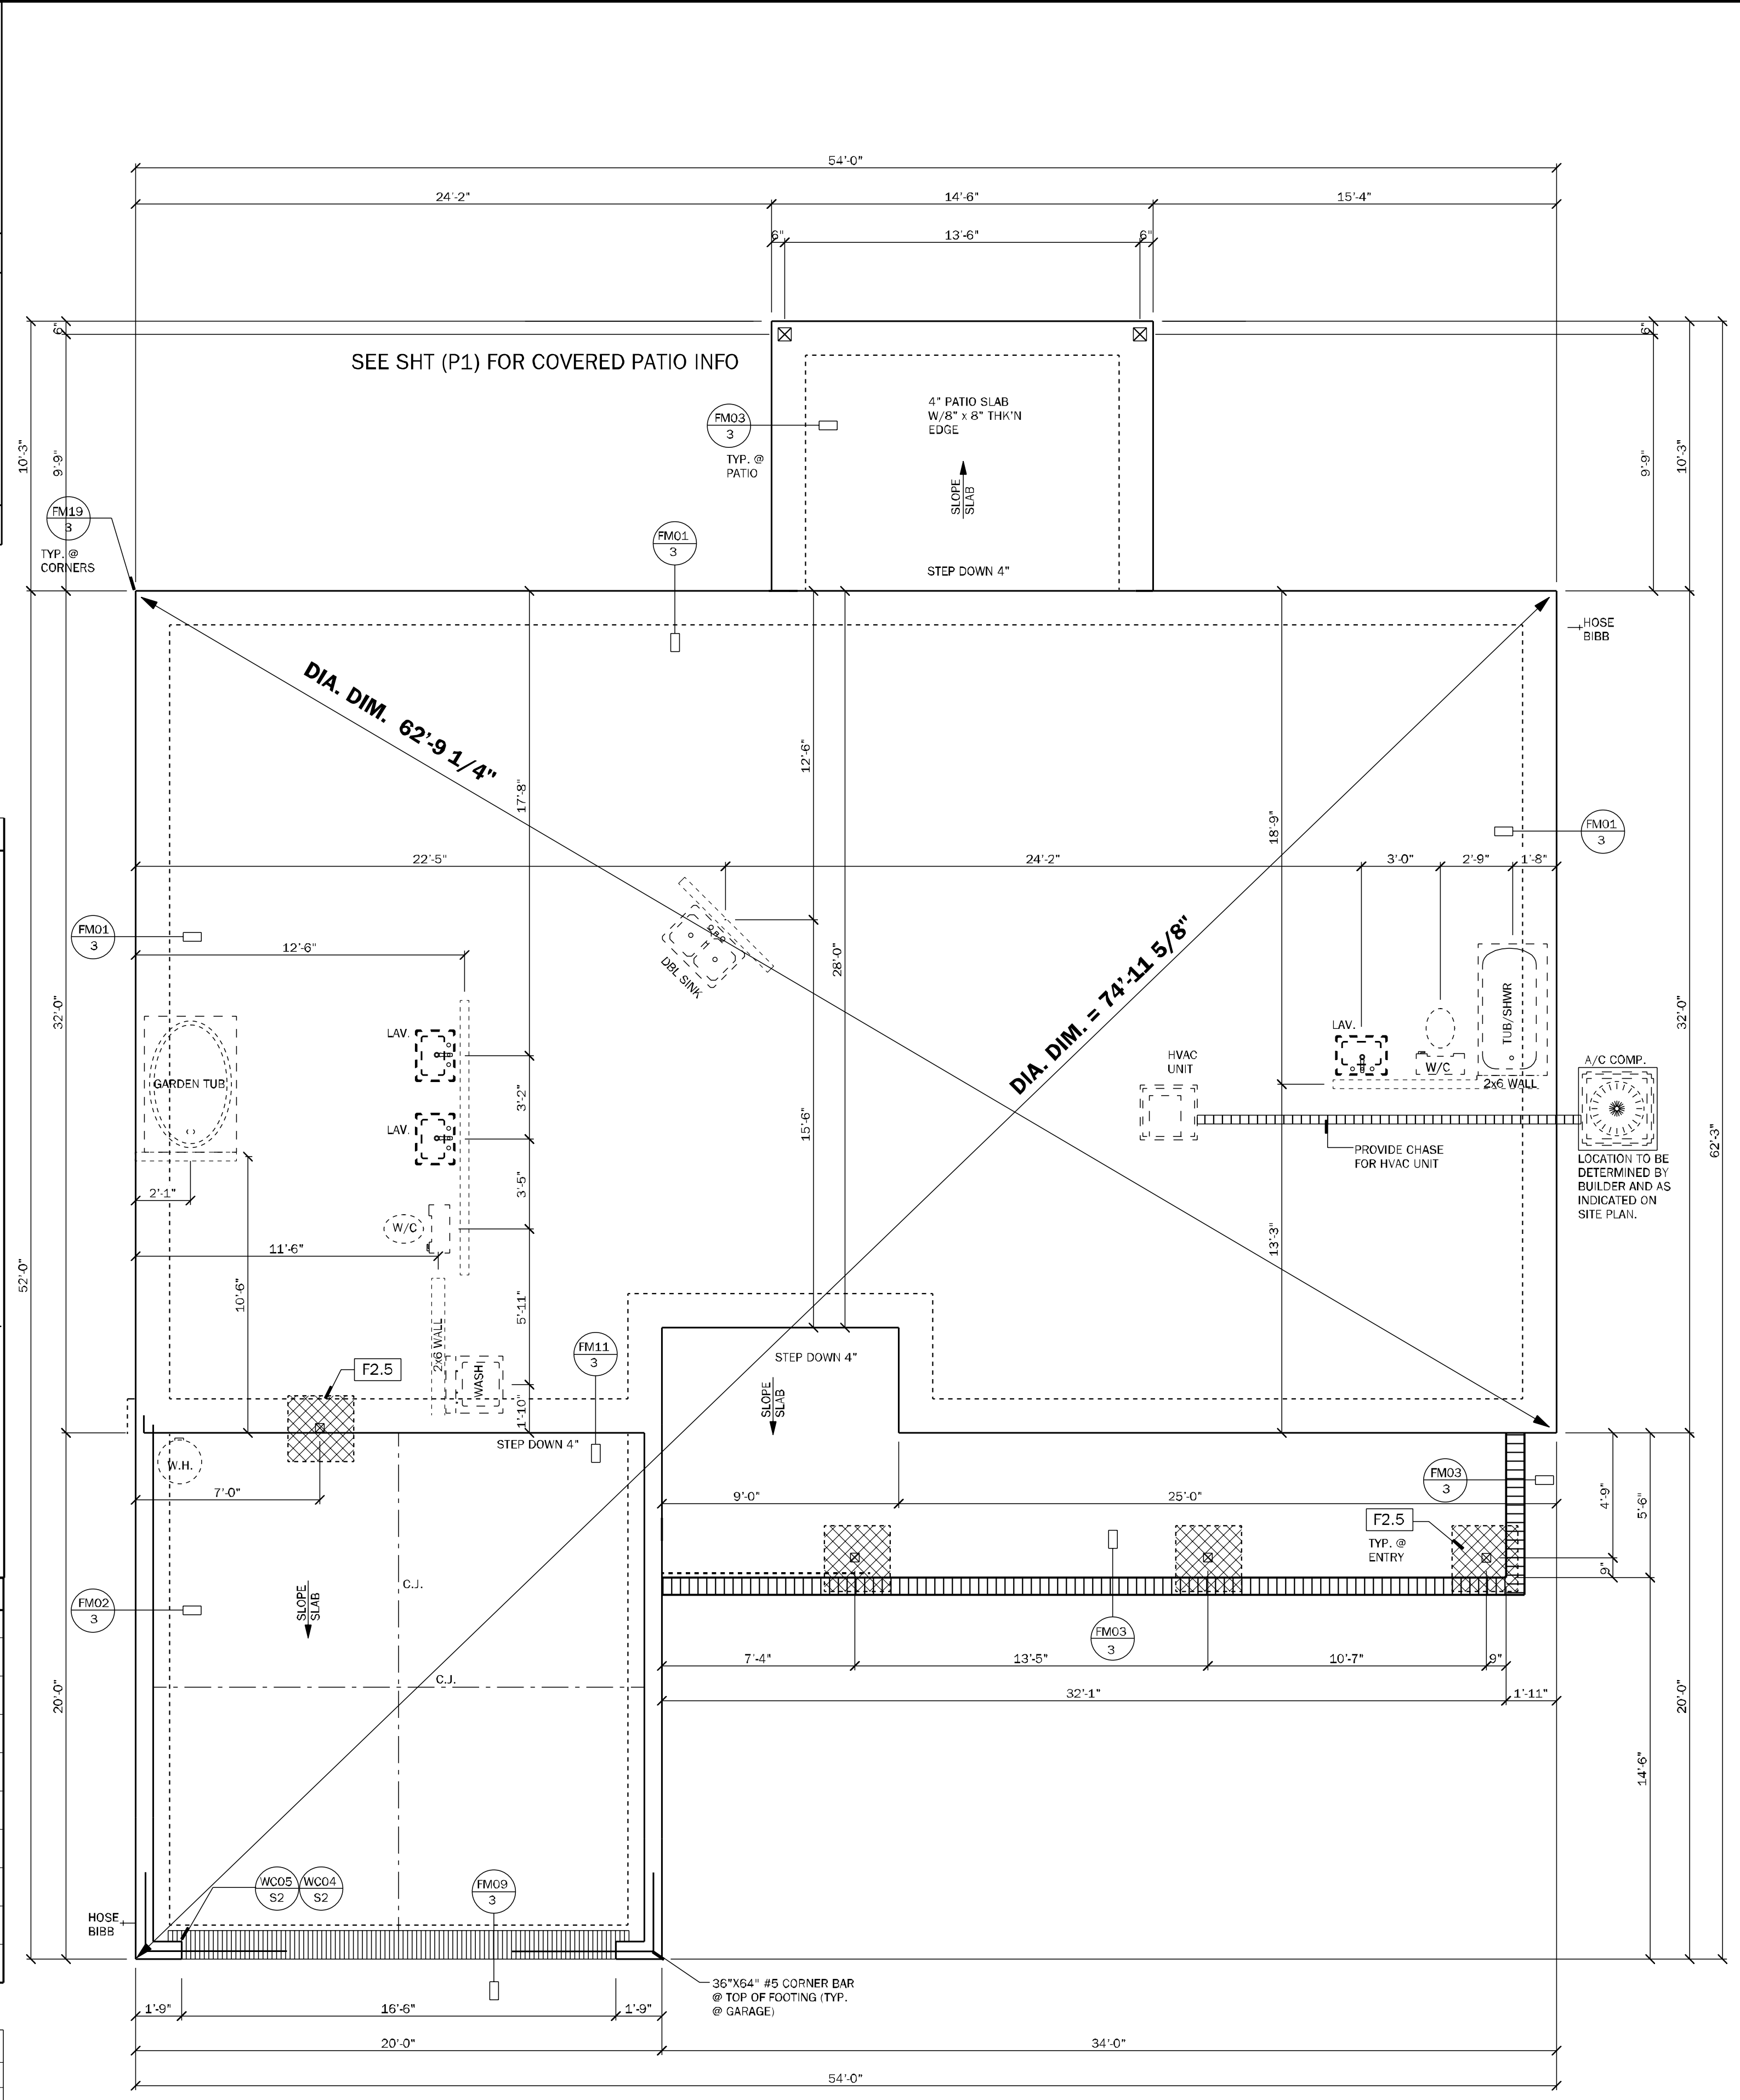 54'-0"
24'-2"
14'-6"
15'-4"
6"
13'-6"
6"
6"
6"
SEE SHT (P1) FOR COVERED PATIO INFO
4" PATIO SLAB
W/8" x 8" THK'N
EDGE
FM03
3
TYP. @
PATIO
10'-3"
9'-9"
9'-9"
10'-3"
SLOPE
SLAB
FM19
3
TYP. @
CORNERS
FM01
3
STEP DOWN 4"
HOSE
BIBB
DIA. DIM. 62'-9 1/4"
12'-6"
17'-8"
18'-9"
FM01
3
22'-5"
24'-2"
3'-0"
2'-9"
1'-8"
FM01
3
12'-6"
DBL SINK
28'-0"
DIA. DIM. = 74'-11 5/8"
32'-0"
32'-0"
LAV.
LAV.
TUB/SHWR
W/C
HVAC
UNIT
A/C COMP.
GARDEN TUB
2x6 WALL
3'-2"
LAV.
15'-6"
62'-3"
PROVIDE CHASE
FOR HVAC UNIT
LOCATION TO BE
DETERMINED BY
BUILDER AND AS
INDICATED ON
SITE PLAN.
2'-1"
3'-5"
W/C
11'-6"
13'-3"
52'-0"
10'-6"
5'-11"
2x6 WALL
FM11
3
STEP DOWN 4"
F2.5
WASH
1'-10"
SLOPE
SLAB
STEP DOWN 4"
W.H.
7'-0"
9'-0"
25'-0"
FM03
3
4'-9"
5'-6"
F2.5
TYP. @
ENTRY
9"
C.J.
SLOPE
SLAB
FM02
3
FM03
3
7'-4"
13'-5"
10'-7"
9"
C.J.
32'-1"
1'-11"
20'-0"
20'-0"
14'-6"
WC05
S2
WC04
S2
FM09
3
HOSE
BIBB
36"X64" #5 CORNER BAR
@ TOP OF FOOTING (TYP.
@ GARAGE)
1'-9"
16'-6"
1'-9"
20'-0"
34'-0"
54'-0"